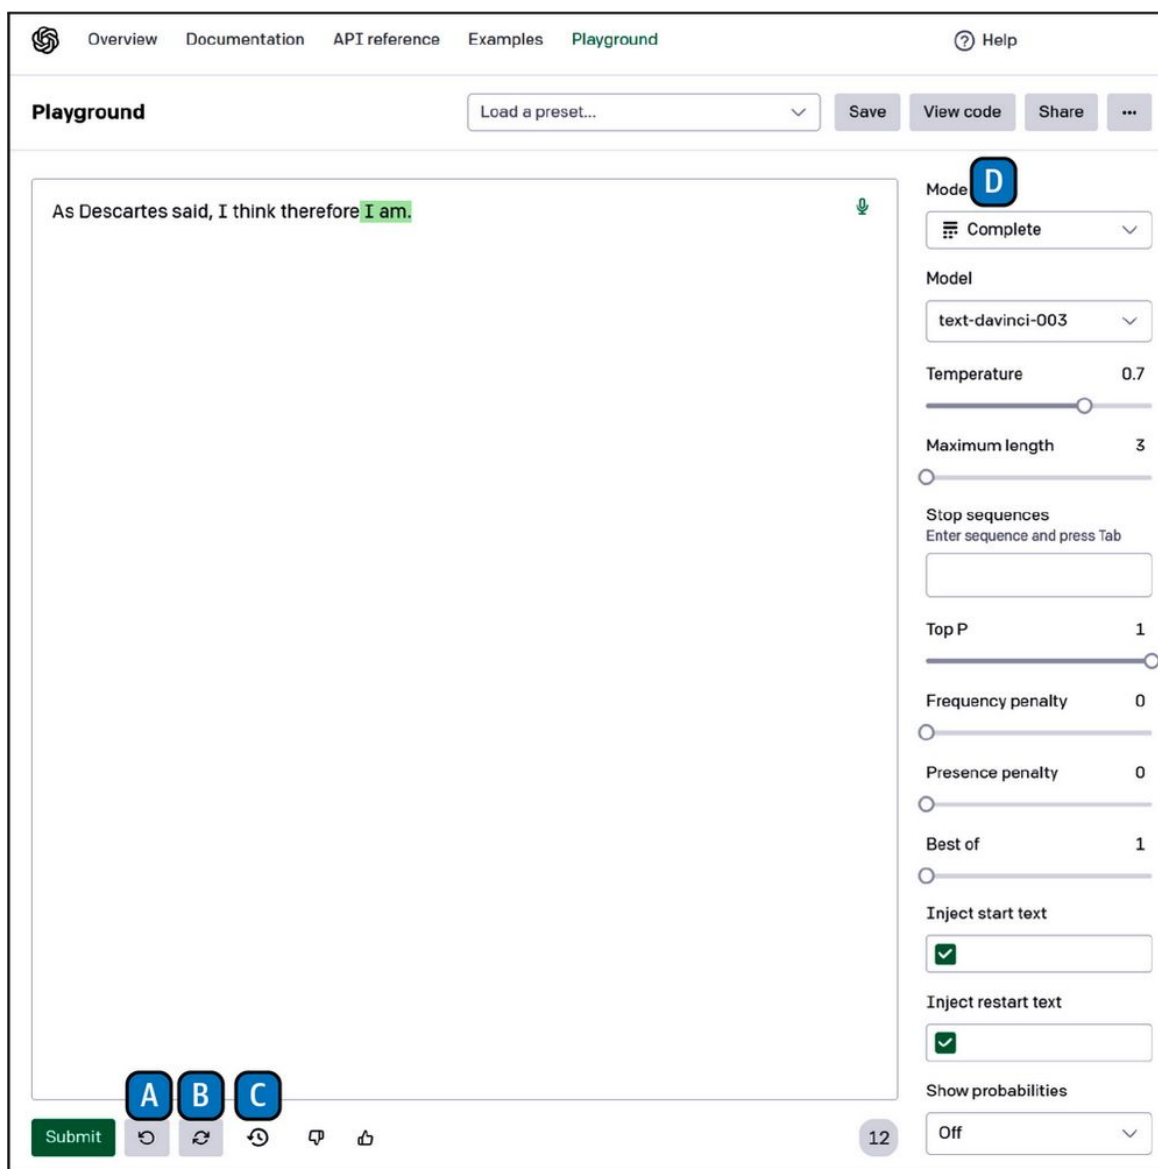 Overview Documentation API reference Examples Playground Help
Playground Load a preset... Save View code Share ...
As Descartes said, I think therefore I am.
Mode D
Complete
Model
text-davinci-003
Temperature 0.7
Maximum length 3
Stop sequences
Enter sequence and press Tab
Top P 1
Frequency penalty 0
Presence penalty 0
Best of 1
Inject start text
Inject restart text
Show probabilities
Off
A B C
Submit 12